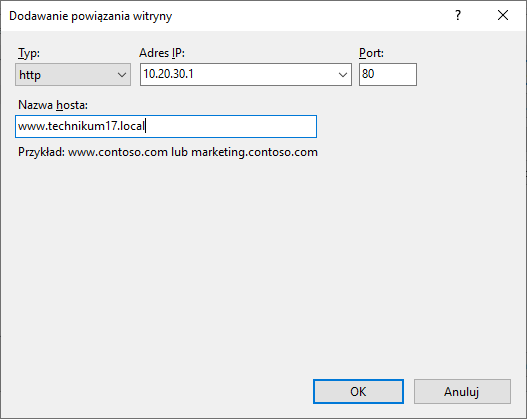 Dodawanie powiązania witryny
Typ: Adres IP: Port:
http 10.20.30.1 80
Nazwa hosta:
www.technikum17.local
Przykład: www.contoso.com lub marketing.contoso.com
OK Anuluj